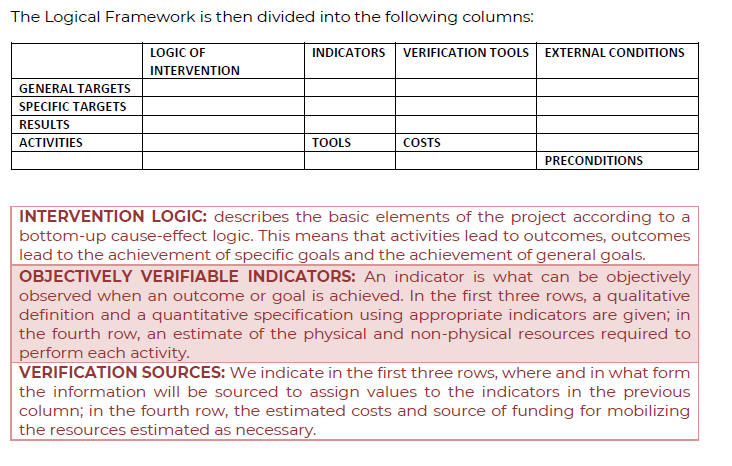 The Logical Framework is then divided into the following columns:
LOGIC OF INTERVENTION INDICATORS VERIFICATION TOOLS EXTERNAL CONDITIONS
GENERAL TARGETS
SPECIFIC TARGETS
RESULTS
ACTIVITIES TOOLS COSTS
PRECONDITIONS
INTERVENTION LOGIC: describes the basic elements of the project according to a
bottom-up cause-effect logic. This means that activities lead to outcomes, outcomes
lead to the achievement of specific goals and the achievement of general goals.
OBJECTIVELY VERIFIABLE INDICATORS: An indicator is what can be objectively
observed when an outcome or goal is achieved. In the first three rows, a qualitative
definition and a quantitative specification using appropriate indicators are given; in
the fourth row, an estimate of the physical and non-physical resources required to
perform each activity.
VERIFICATION SOURCES: We indicate in the first three rows, where and in what form
the information will be sourced to assign values to the indicators in the previous
column; in the fourth row, the estimated costs and source of funding for mobilizing
the resources estimated as necessary.